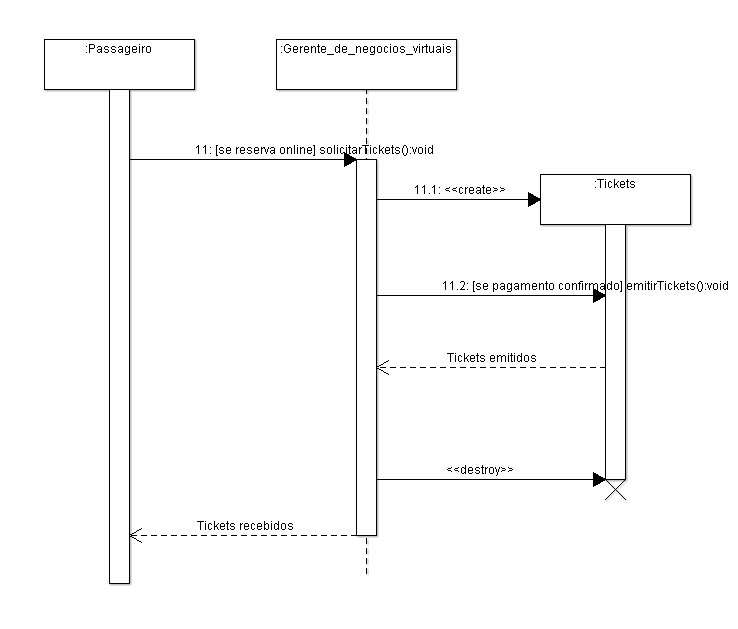 :Passageiro
:Gerente_de_negocios_virtuais
11: [se reserva online] solicitarTickets():void
:Tickets
11.1: <<create>>
11.2: [se pagamento confirmado] emitirTickets():void
Tickets emitidos
<<destroy>>
Tickets recebidos